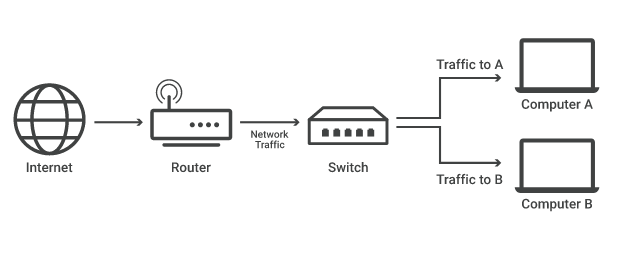 Traffic to A
Computer A
Network
Traffic
Internet
Router
Switch
Traffic to B
Computer B